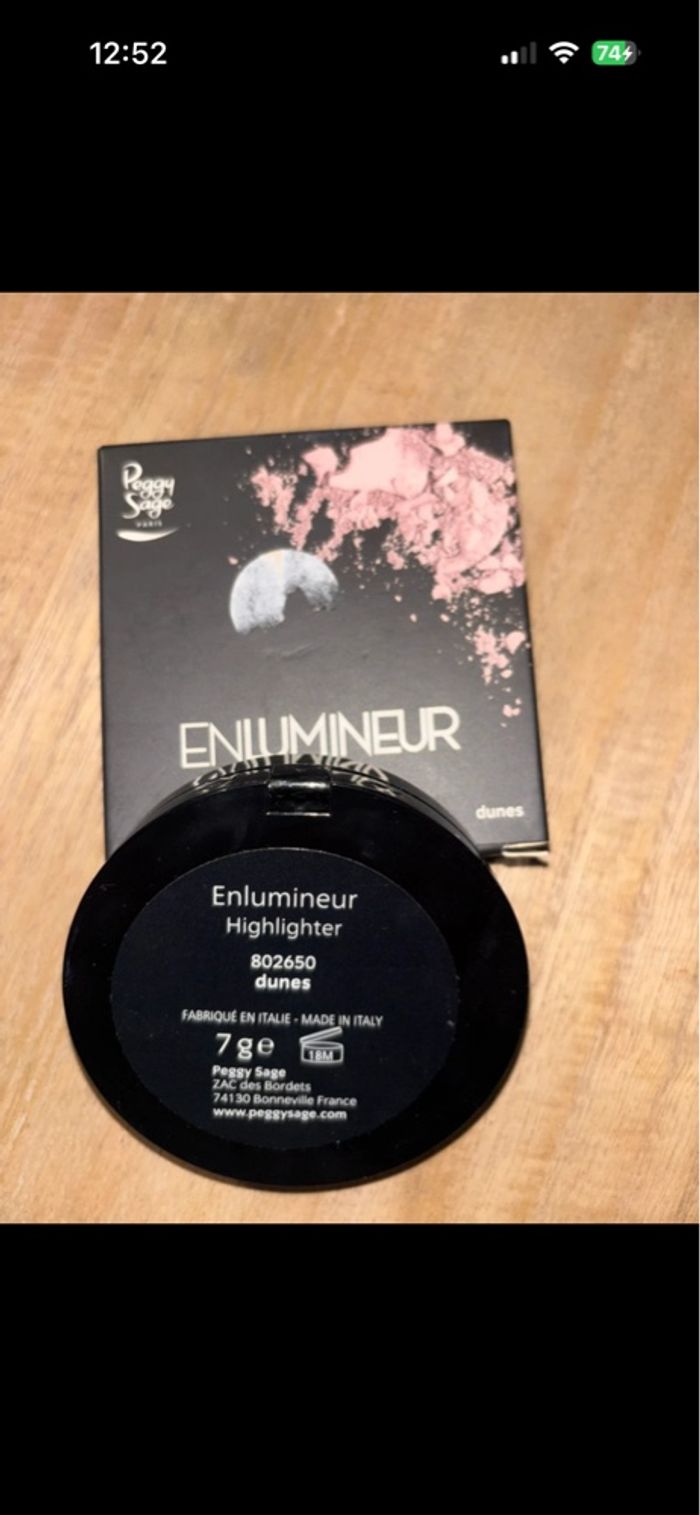 12:52
74
Peggy
Sage
PARIS
ENLUMINEUR
dunes
Enlumineur
Highlighter
802650
dunes
FABRIQUÉ EN ITALIE - MADE IN ITALY
7 g e
18M
Peggy Sage
ZAC des Bordets
74130 Bonneville France
www.peggysage.com